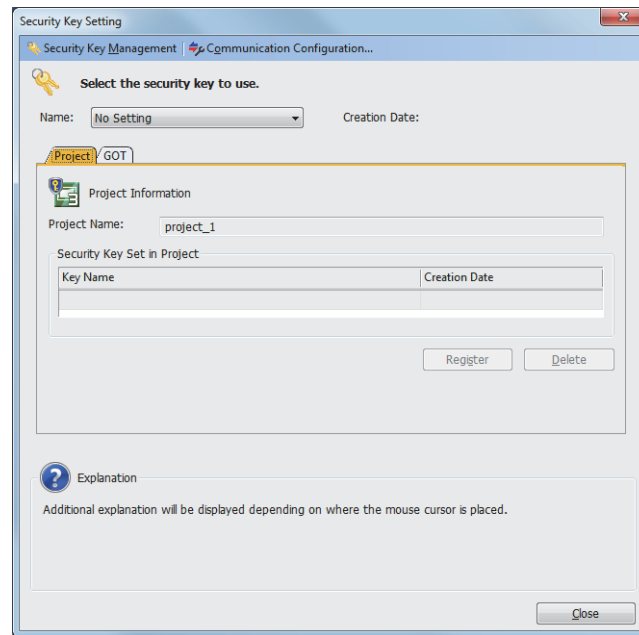 Security Key Setting
Security Key Management Communication Configuration...
Select the security key to use.
Name: No Setting Creation Date:
Project GOT
Project Information
Project Name: project_1
Security Key Set in Project
Key Name Creation Date
Register Delete
Explanation
Additional explanation will be displayed depending on where the mouse cursor is placed.
Close